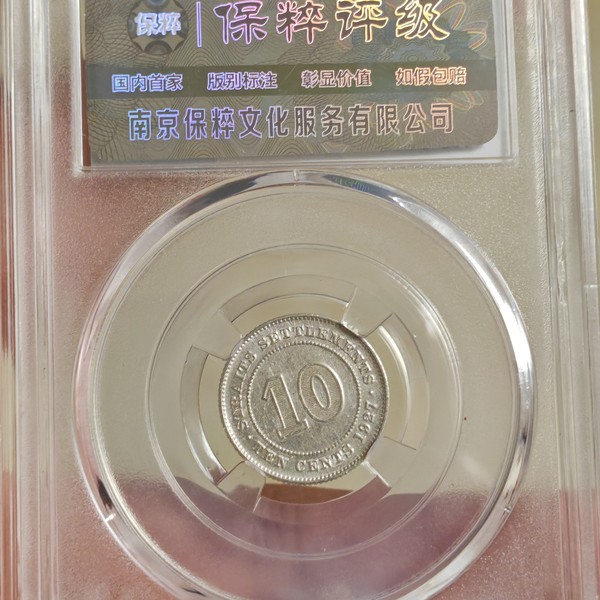 保粹 保粹评级
国内首家 版别标注 彰显价值 如假包赔
南京保粹文化服务有限公司
STRAITS SETTLEMENTS · 1927 ·
10
TEN CENTS